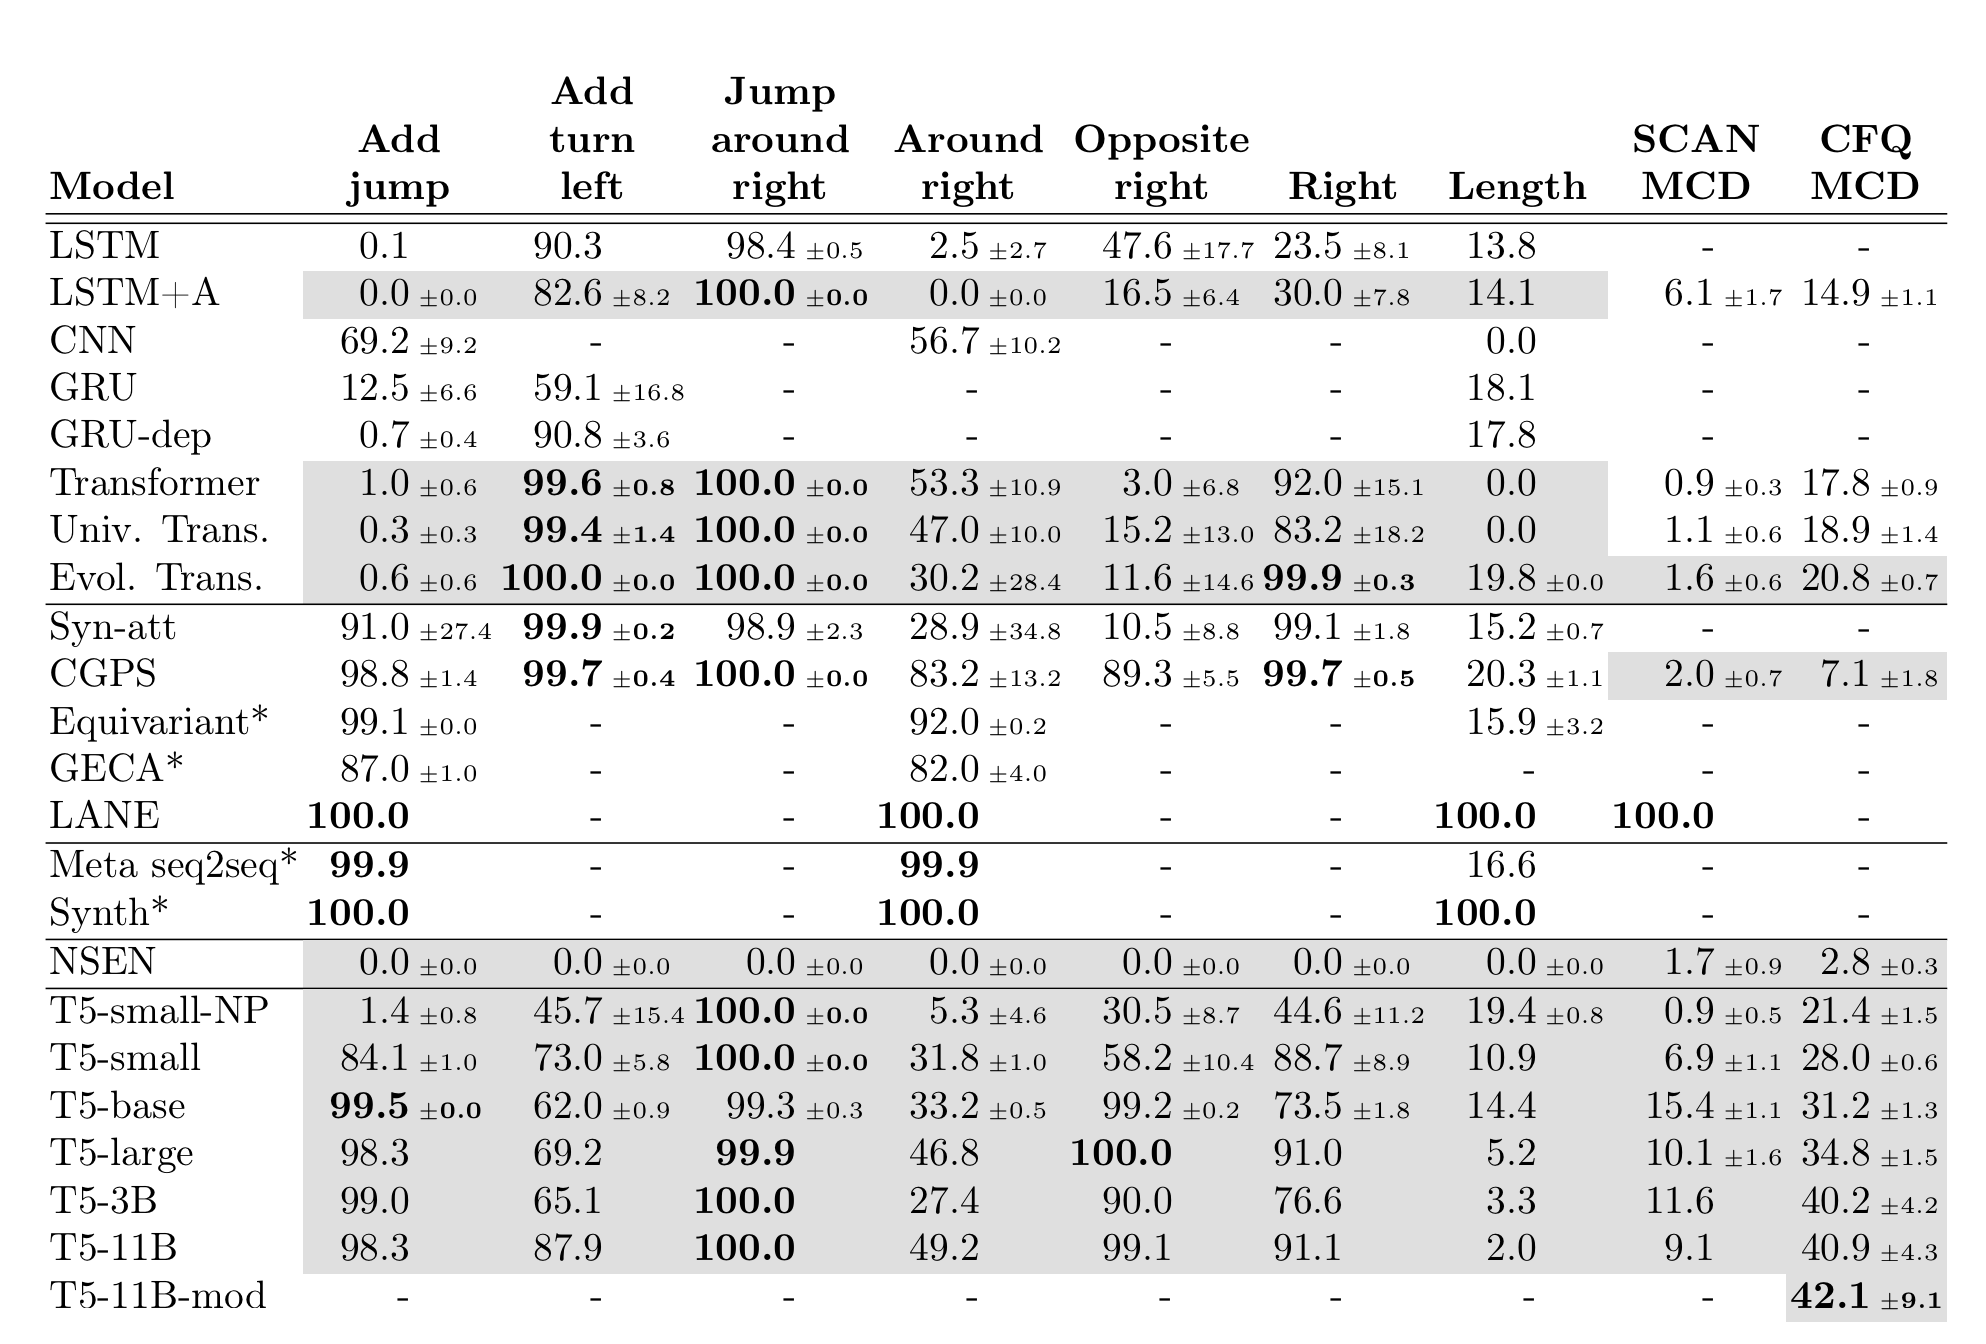 Add Jump
Add turn around Around Opposite SCAN CFQ
Model jump left right right right Right Length MCD MCD
LSTM 0.1 90.3 98.4 ±0.5 2.5 ±2.7 47.6 ±17.7 23.5 ±8.1 13.8 - -
LSTM+A 0.0 ±0.0 82.6 ±8.2 100.0 ±0.0 0.0 ±0.0 16.5 ±6.4 30.0 ±7.8 14.1 6.1 ±1.7 14.9 ±1.1
CNN 69.2 ±9.2 - - 56.7 ±10.2 - - 0.0 - -
GRU 12.5 ±6.6 59.1 ±16.8 - - - - 18.1 - -
GRU-dep 0.7 ±0.4 90.8 ±3.6 - - - - 17.8 - -
Transformer 1.0 ±0.6 99.6 ±0.8 100.0 ±0.0 53.3 ±10.9 3.0 ±6.8 92.0 ±15.1 0.0 0.9 ±0.3 17.8 ±0.9
Univ. Trans. 0.3 ±0.3 99.4 ±1.4 100.0 ±0.0 47.0 ±10.0 15.2 ±13.0 83.2 ±18.2 0.0 1.1 ±0.6 18.9 ±1.4
Evol. Trans. 0.6 ±0.6 100.0 ±0.0 100.0 ±0.0 30.2 ±28.4 11.6 ±14.6 99.9 ±0.3 19.8 ±0.0 1.6 ±0.6 20.8 ±0.7
Syn-att 91.0 ±27.4 99.9 ±0.2 98.9 ±2.3 28.9 ±34.8 10.5 ±8.8 99.1 ±1.8 15.2 ±0.7 - -
CGPS 98.8 ±1.4 99.7 ±0.4 100.0 ±0.0 83.2 ±13.2 89.3 ±5.5 99.7 ±0.5 20.3 ±1.1 2.0 ±0.7 7.1 ±1.8
Equivariant* 99.1 ±0.0 - - 92.0 ±0.2 - - 15.9 ±3.2 - -
GECA* 87.0 ±1.0 - - 82.0 ±4.0 - - - - -
LANE 100.0 - - 100.0 - - 100.0 100.0 -
Meta seq2seq* 99.9 - - 99.9 - - 16.6 - -
Synth* 100.0 - - 100.0 - - 100.0 - -
NSEN 0.0 ±0.0 0.0 ±0.0 0.0 ±0.0 0.0 ±0.0 0.0 ±0.0 0.0 ±0.0 0.0 ±0.0 1.7 ±0.9 2.8 ±0.3
T5-small-NP 1.4 ±0.8 45.7 ±15.4 100.0 ±0.0 5.3 ±4.6 30.5 ±8.7 44.6 ±11.2 19.4 ±0.8 0.9 ±0.5 21.4 ±1.5
T5-small 84.1 ±1.0 73.0 ±5.8 100.0 ±0.0 31.8 ±1.0 58.2 ±10.4 88.7 ±8.9 10.9 6.9 ±1.1 28.0 ±0.6
T5-base 99.5 ±0.0 62.0 ±0.9 99.3 ±0.3 33.2 ±0.5 99.2 ±0.2 73.5 ±1.8 14.4 15.4 ±1.1 31.2 ±1.3
T5-large 98.3 69.2 99.9 46.8 100.0 91.0 5.2 10.1 ±1.6 34.8 ±1.5
T5-3B 99.0 65.1 100.0 27.4 90.0 76.6 3.3 11.6 40.2 ±4.2
T5-11B 98.3 87.9 100.0 49.2 99.1 91.1 2.0 9.1 40.9 ±4.3
T5-11B-mod - - - - - - - - 42.1 ±9.1